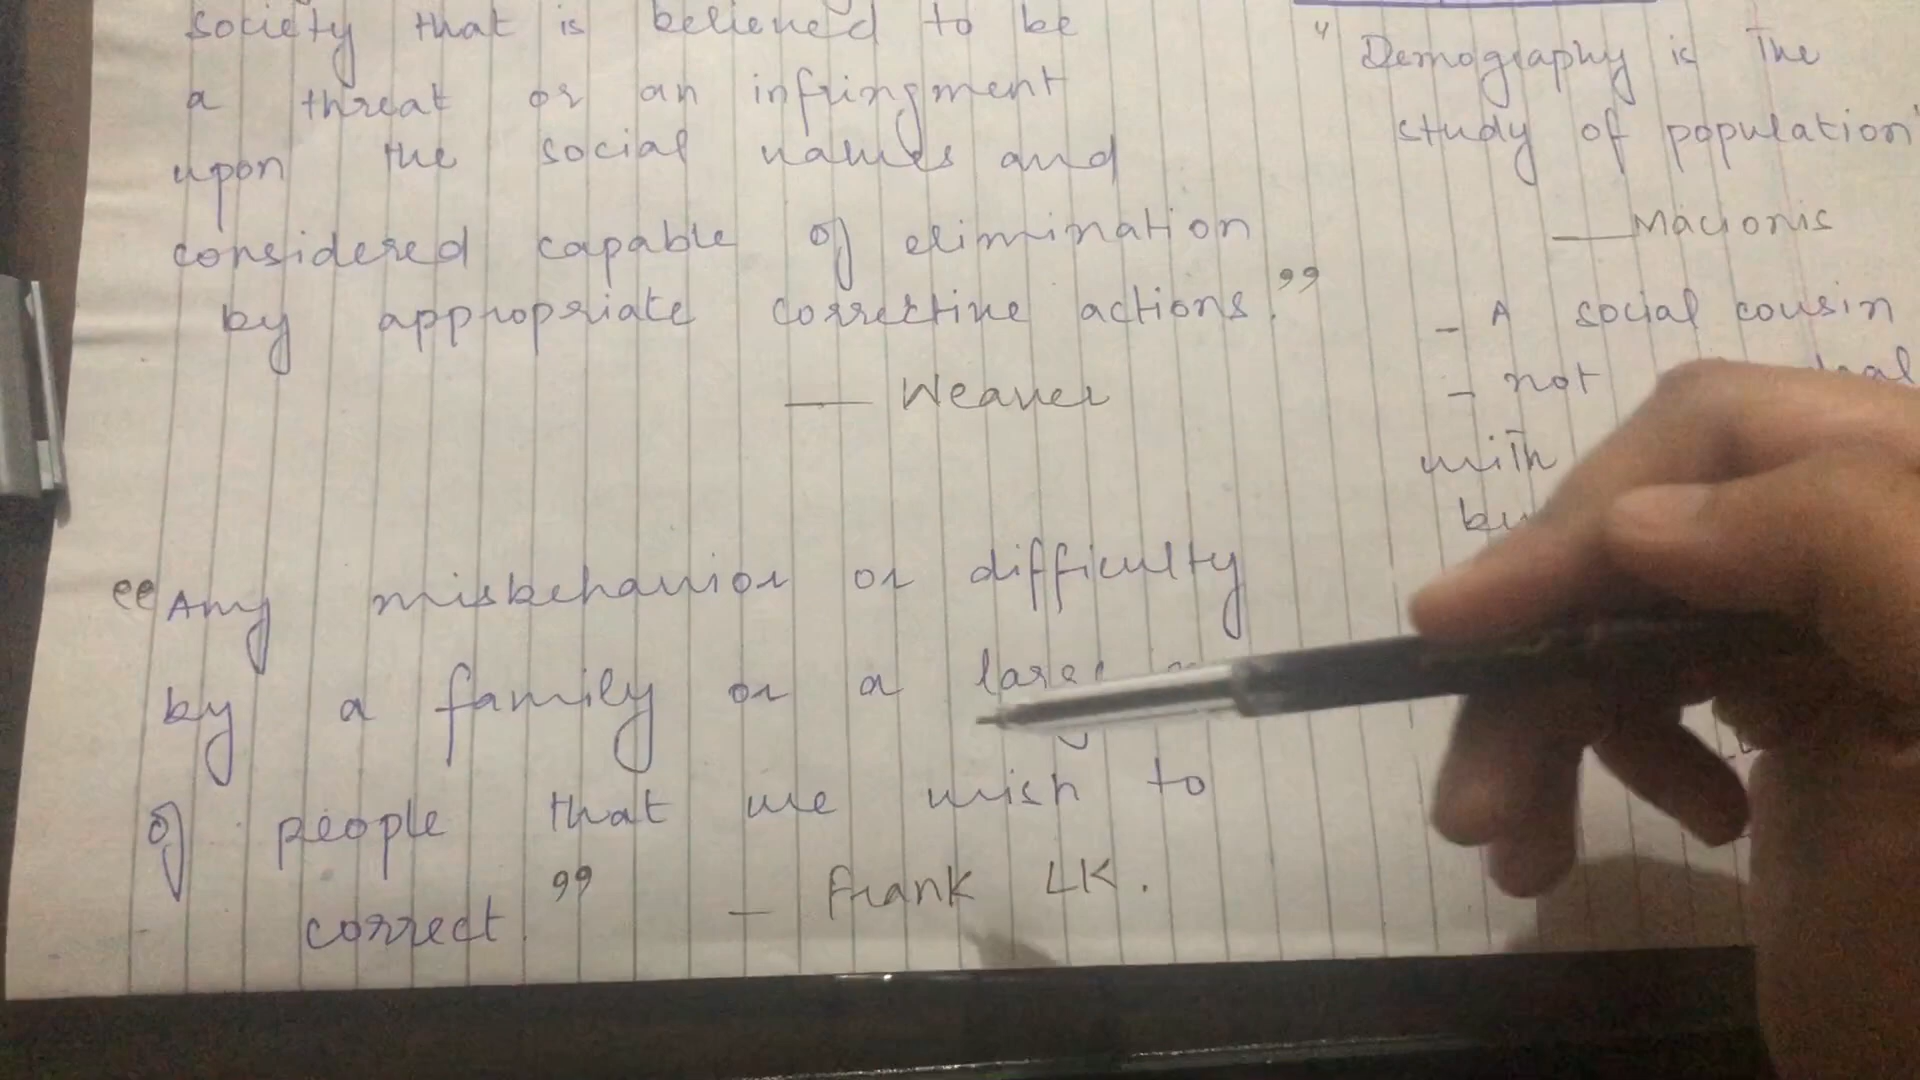 society that is believed to be
a threat or an infringment
upon the social names and
considered capable of elimination
by appropriate corrective actions."
— Weaver
"Any misbehavior or difficulty
by a family or a
of people that we wish to
correct" — Frank LK.
"Demography is the
study of population"
— Macionis
- A social cousin
- not
with